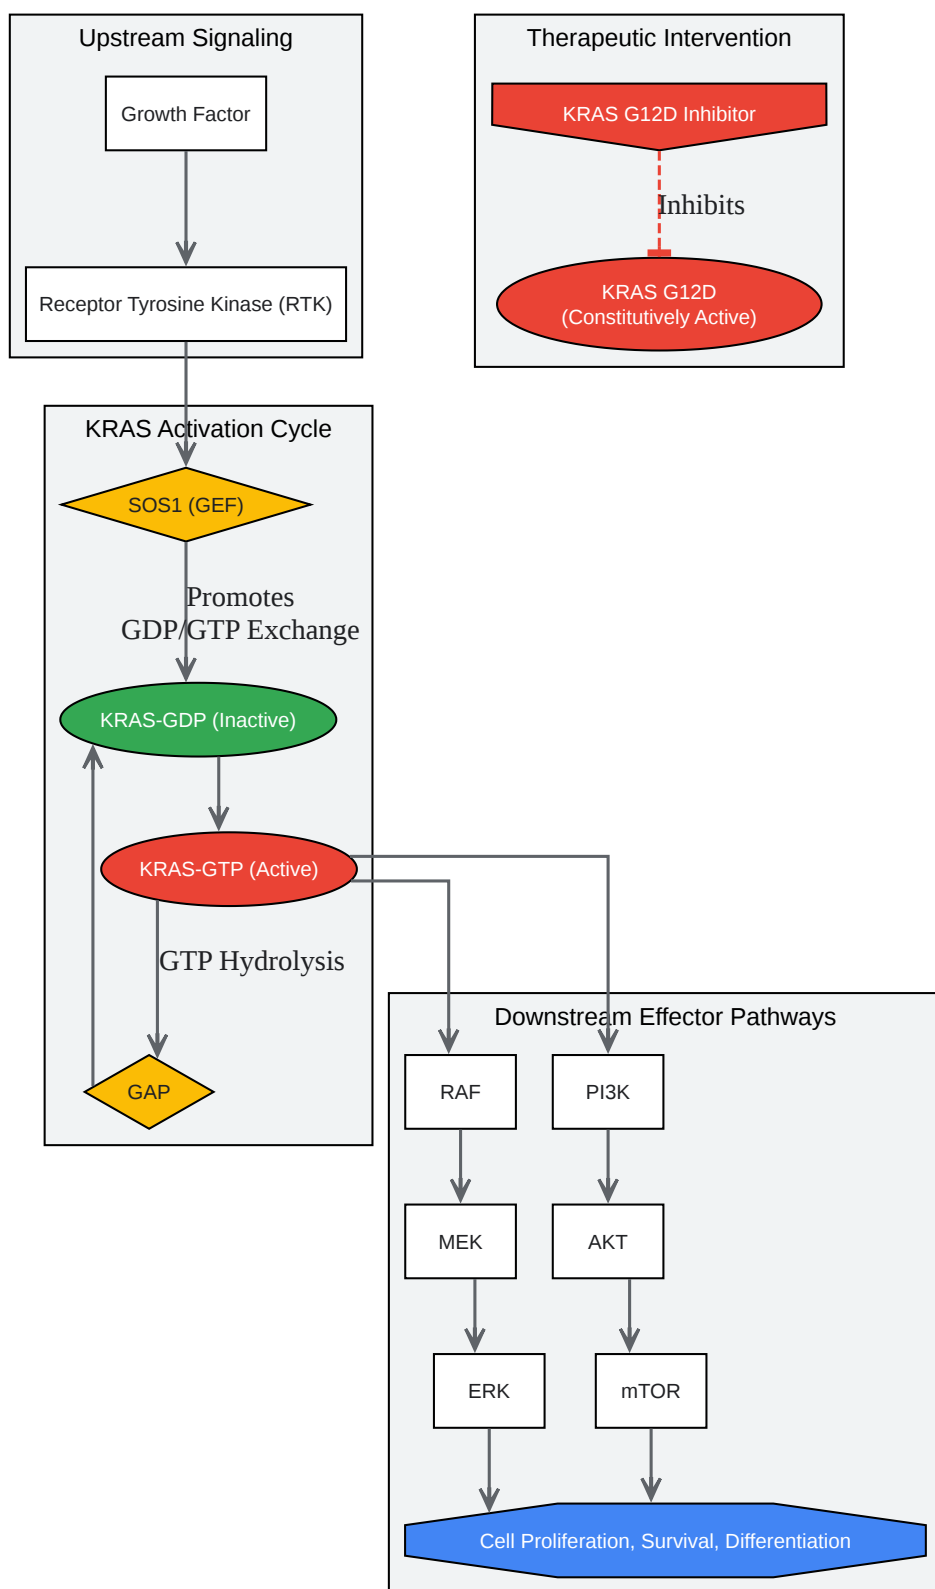 Upstream Signaling
Growth Factor
Receptor Tyrosine Kinase (RTK)
Therapeutic Intervention
KRAS G12D Inhibitor
Inhibits
KRAS G12D
(Constitutively Active)
KRAS Activation Cycle
SOS1 (GEF)
Promotes
GDP/GTP Exchange
KRAS-GDP (Inactive)
KRAS-GTP (Active)
GTP Hydrolysis
GAP
Downstream Effector Pathways
RAF
PI3K
MEK
AKT
ERK
mTOR
Cell Proliferation, Survival, Differentiation